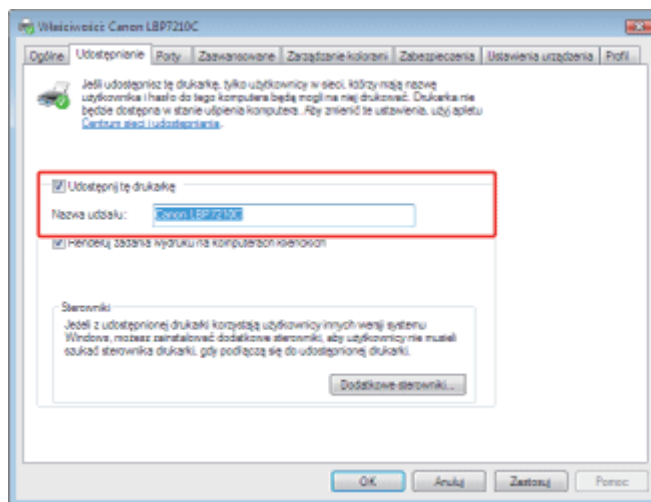 Właściwości: Canon LBP7210C
Ogólne Udostępnianie Porty Zaawansowane Zarządzanie kolorami Zabezpieczenia Ustawienia urządzenia Profil
Jeśli udostępnisz tę drukarkę, tylko użytkownicy w sieci, którzy mają nazwę
użytkownika i hasło do tego komputera będą mogli na niej drukować. Drukarka nie
będzie dostępna w stanie uśpienia komputera. Aby zmienić te ustawienia, użyj apletu
Centrum sieci i udostępniania.
Udostępnij tę drukarkę
Nazwa udziału: Canon LBP7210C
Renderuj zadania wydruku na komputerach klienckich
Sterowniki
Jeżeli z udostępnionej drukarki korzystają użytkownicy innych wersji systemu
Windows, możesz zainstalować dodatkowe sterowniki, aby użytkownicy nie musieli
szukać sterownika drukarki, gdy podłączą się do udostępnionej drukarki.
Dodatkowe sterowniki...
OK Anuluj Zastosuj Pomoc